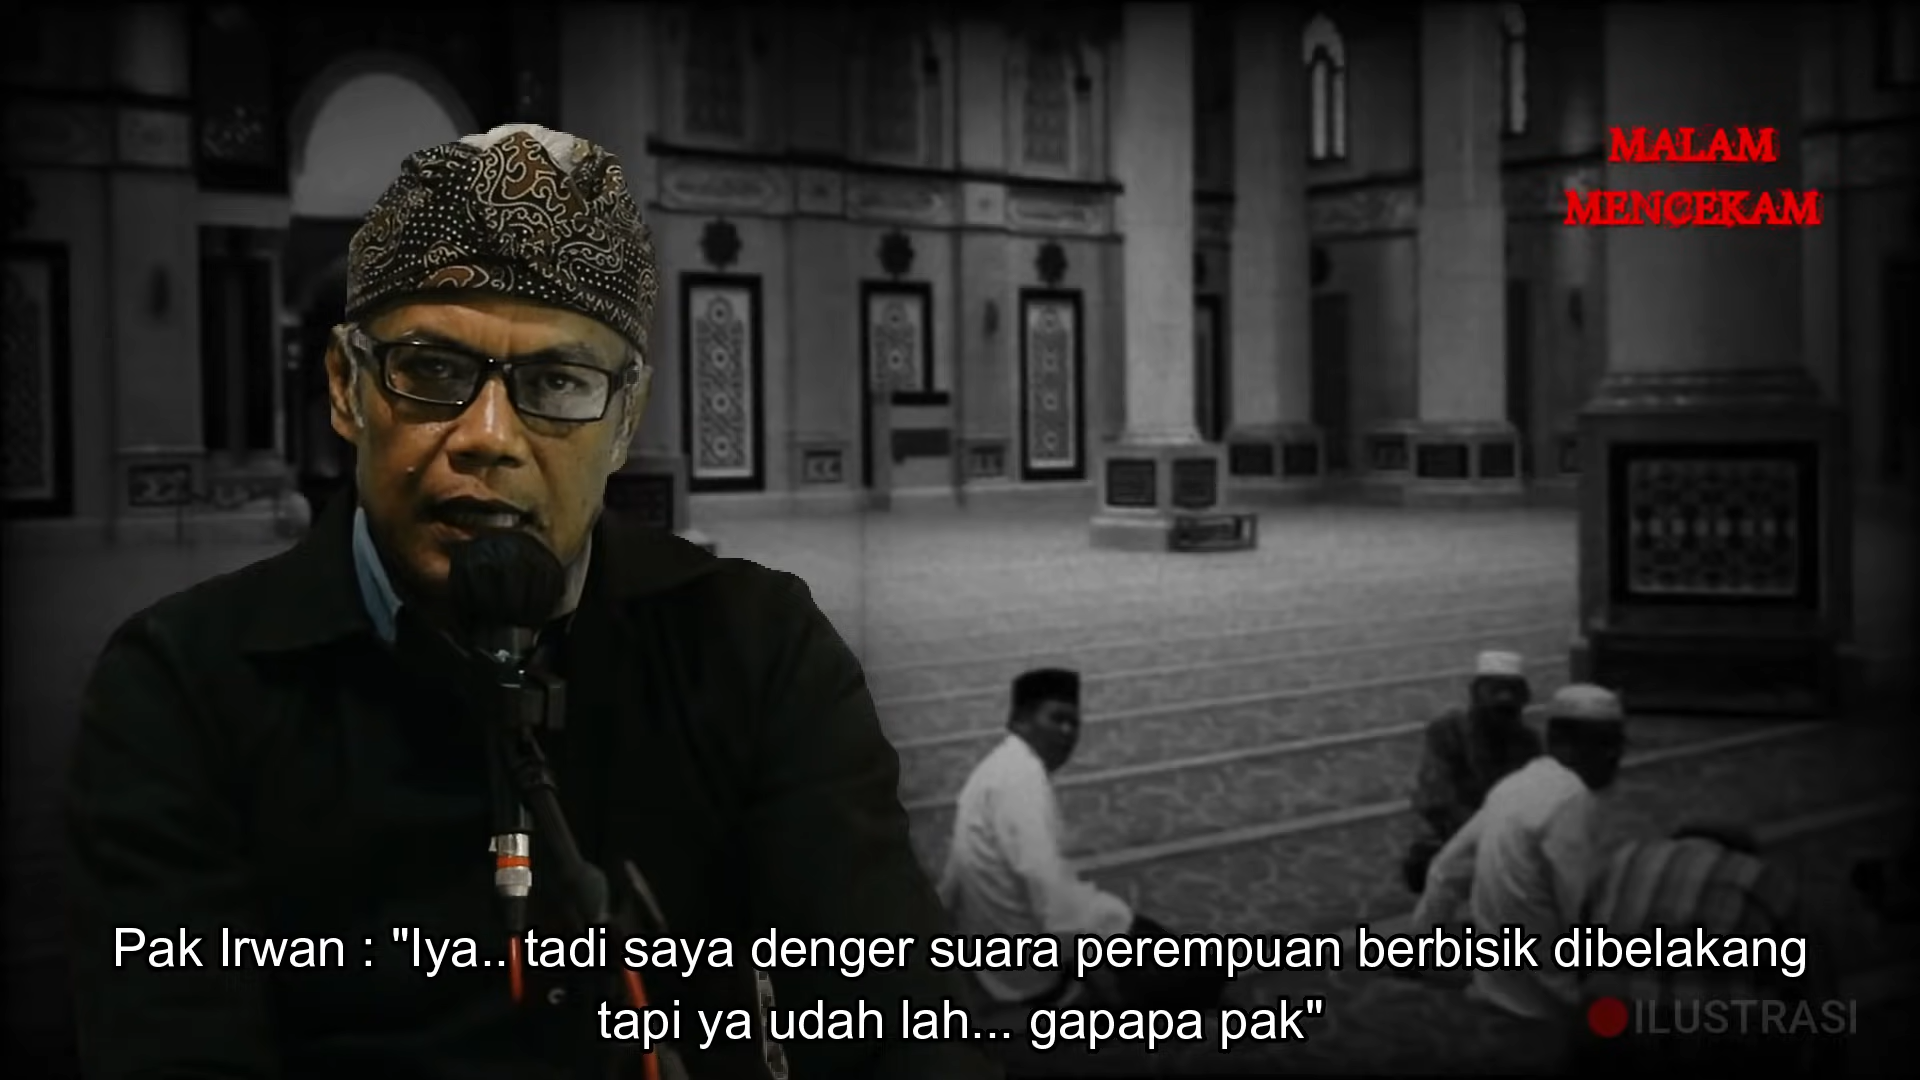 MALAM
MENCEKAM
Pak Irwan : "Iya.. tadi saya denger suara perempuan berbisik dibelakang
tapi ya udah lah... gapapa pak"
ILUSTRASI